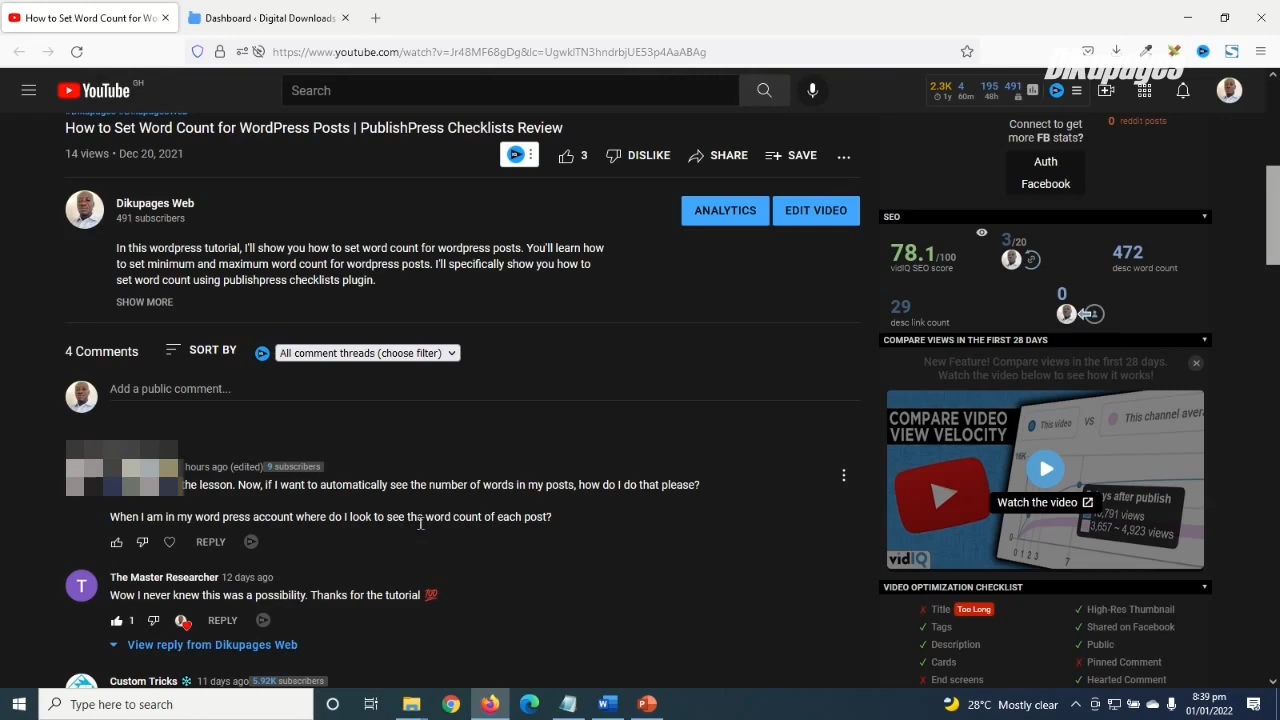 How to Set Word Count for Wo
Dashboard ‹ Digital Downloads
https://www.youtube.com/watch?v=Jr48MF68gDg&lc=UgwklTN3hndrbjUE53p4AaABAg
Dikupages
YouTube GH
Search
2.3K 4 195 491
1y 60m 48h
#Dikupages #DikupagesWeb
How to Set Word Count for WordPress Posts | PublishPress Checklists Review
14 views • Dec 20, 2021
3
DISLIKE
SHARE
SAVE
Dikupages Web
491 subscribers
ANALYTICS
EDIT VIDEO
In this wordpress tutorial, I'll show you how to set word count for wordpress posts. You'll learn how
to set minimum and maximum word count for wordpress posts. I'll specifically show you how to
set word count using publishpress checklists plugin.
SHOW MORE
4 Comments
SORT BY
All comment threads (choose filter)
Add a public comment...
hours ago (edited) 9 subscribers
the lesson. Now, if I want to automatically see the number of words in my posts, how do I do that please?
When I am in my word press account where do I look to see the word count of each post?
REPLY
T
The Master Researcher 12 days ago
Wow I never knew this was a possibility. Thanks for the tutorial 💯
1
REPLY
View reply from Dikupages Web
Custom Tricks 11 days ago 5.92K subscribers
Connect to get
more FB stats?
0 reddit posts
Auth
Facebook
SEO
78.1/100
vidIQ SEO score
3/20
472
desc word count
29
desc link count
0
COMPARE VIEWS IN THE FIRST 28 DAYS
New Feature! Compare views in the first 28 days.
Watch the video below to see how it works!
COMPARE VIDEO
VIEW VELOCITY
This video
VS
This channel avera
16K
Watch the video
ys after publish
3,657 ~ 4,923 views
0 1 2 3
7
vidIQ
VIDEO OPTIMIZATION CHECKLIST
Title Too Long
High-Res Thumbnail
Tags
Shared on Facebook
Description
Public
Cards
Pinned Comment
End screens
Hearted Comment
Type here to search
28°C Mostly clear
8:39 pm
01/01/2022